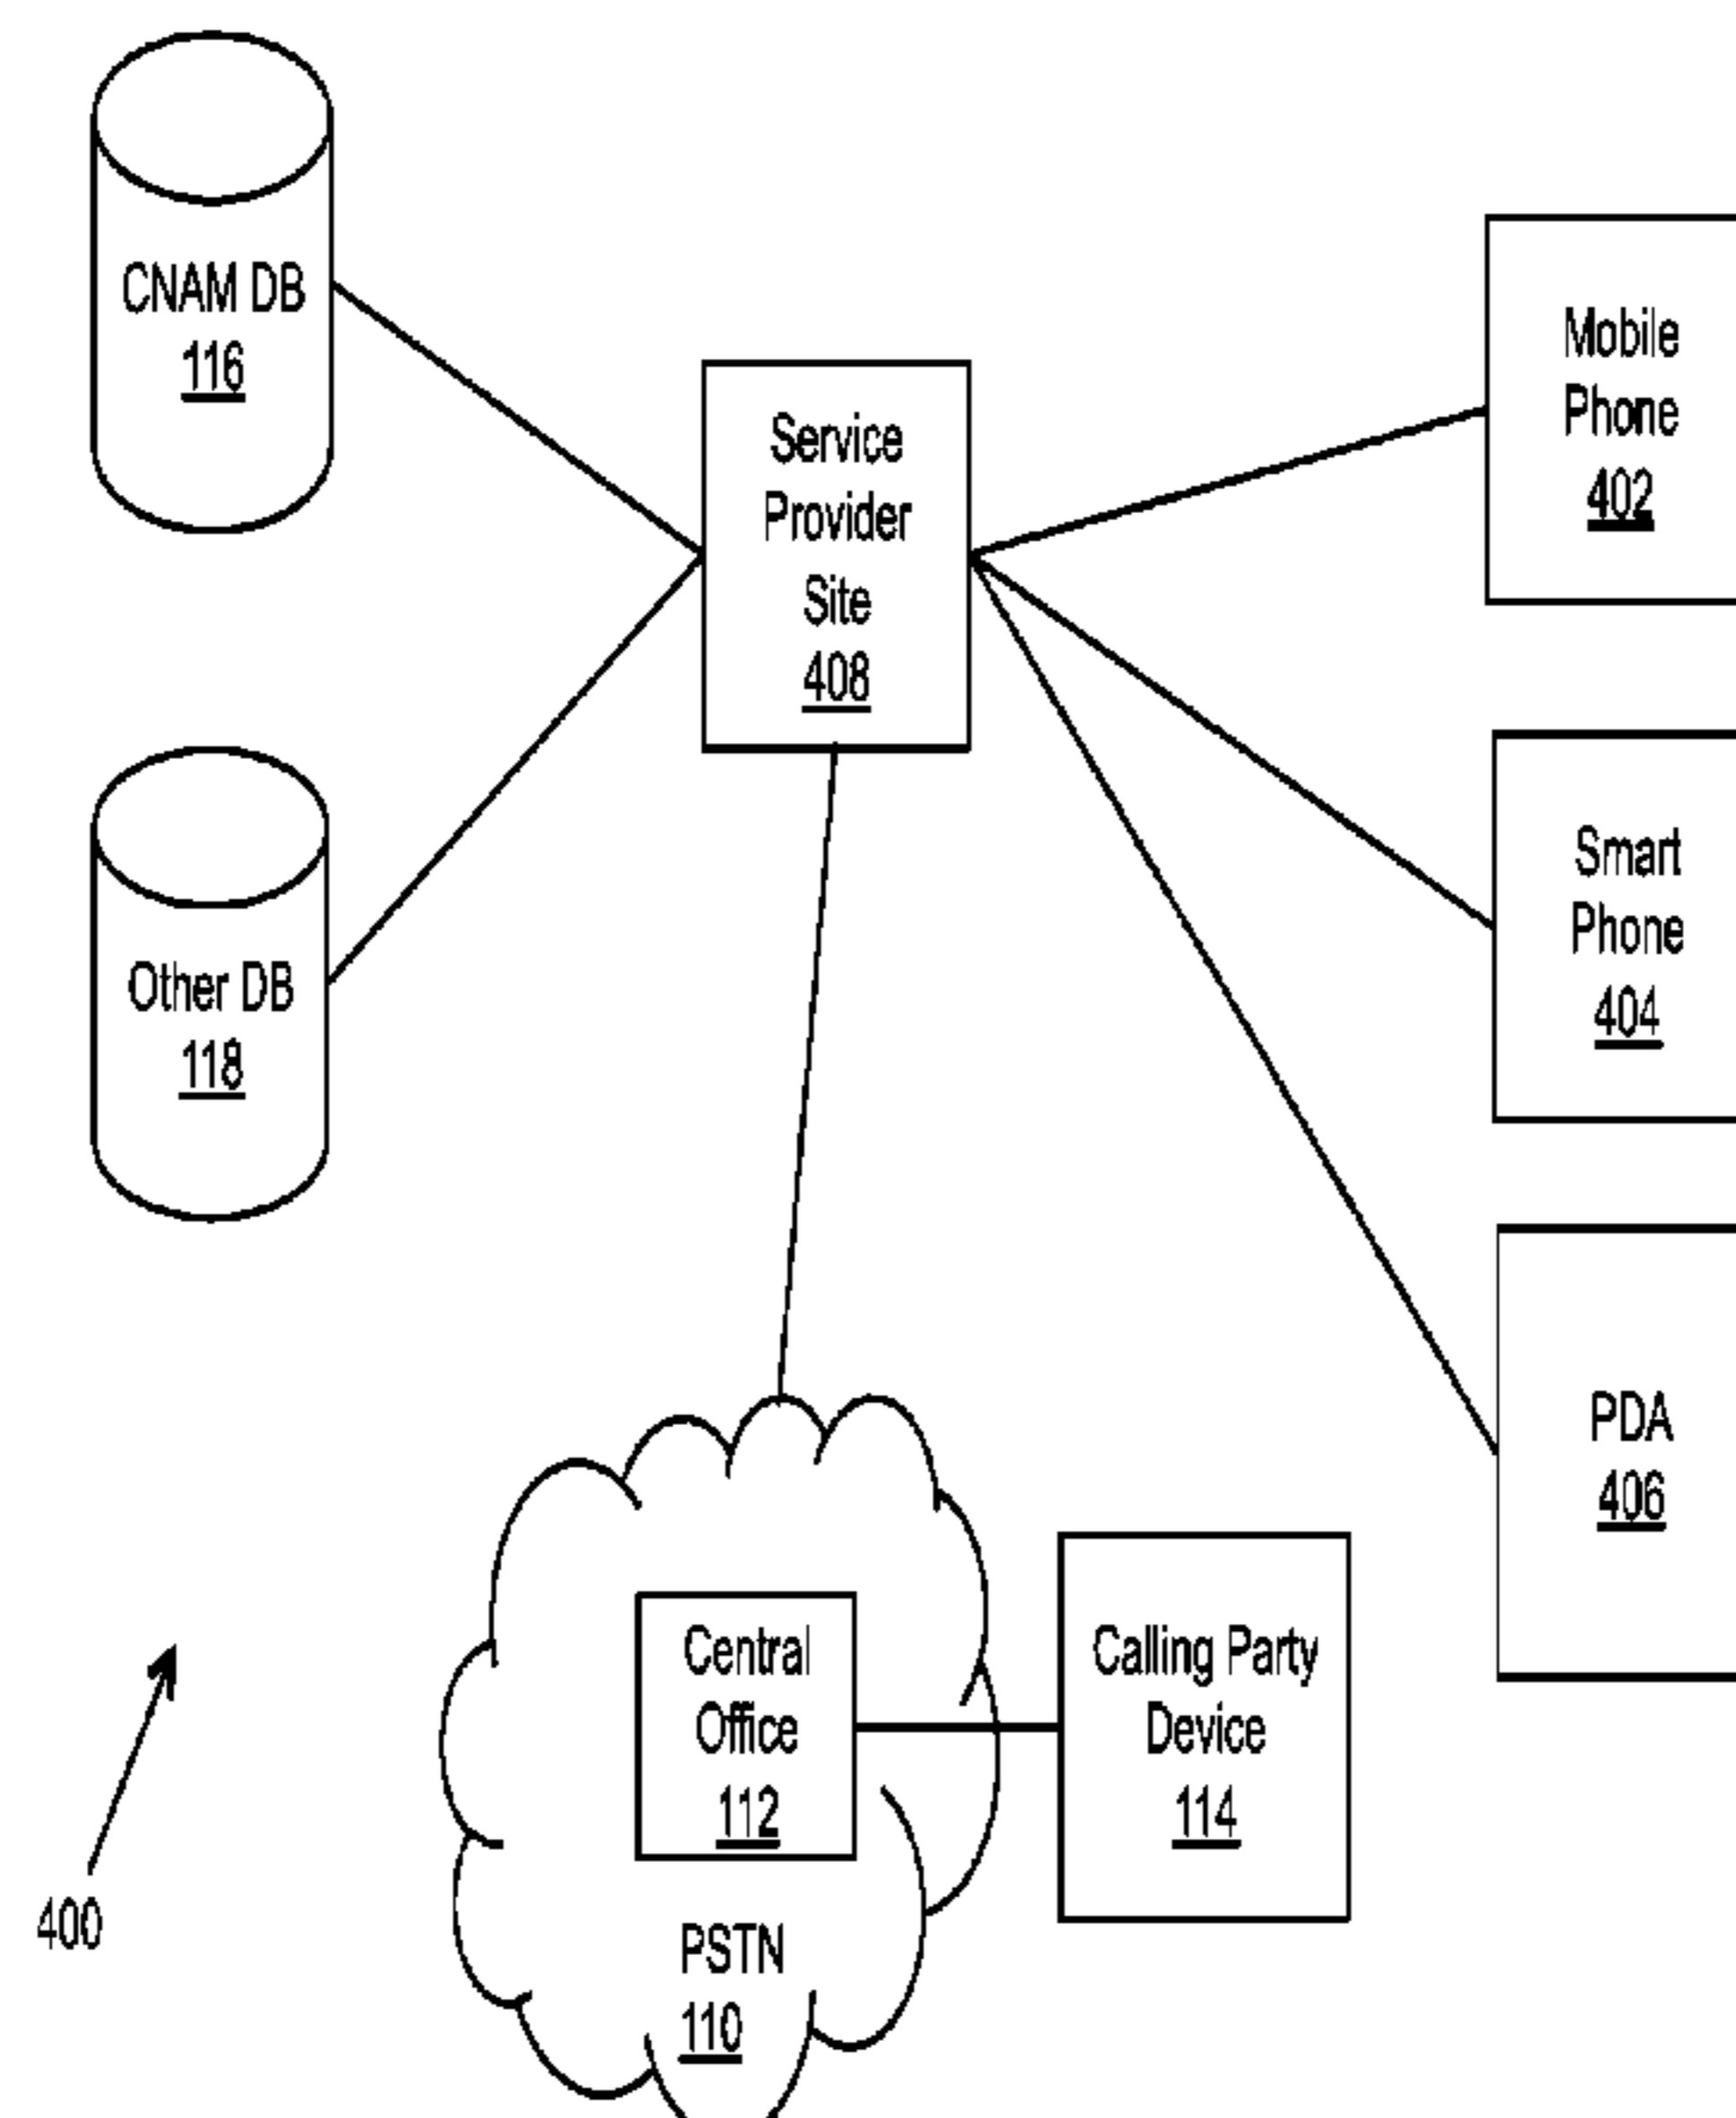 CNAM DB
116
Service
Provider
Site
408
Mobile
Phone
402
Other DB
118
Smart
Phone
404
PDA
406
Central
Office
112
Calling Party
Device
114
PSTN
110
400